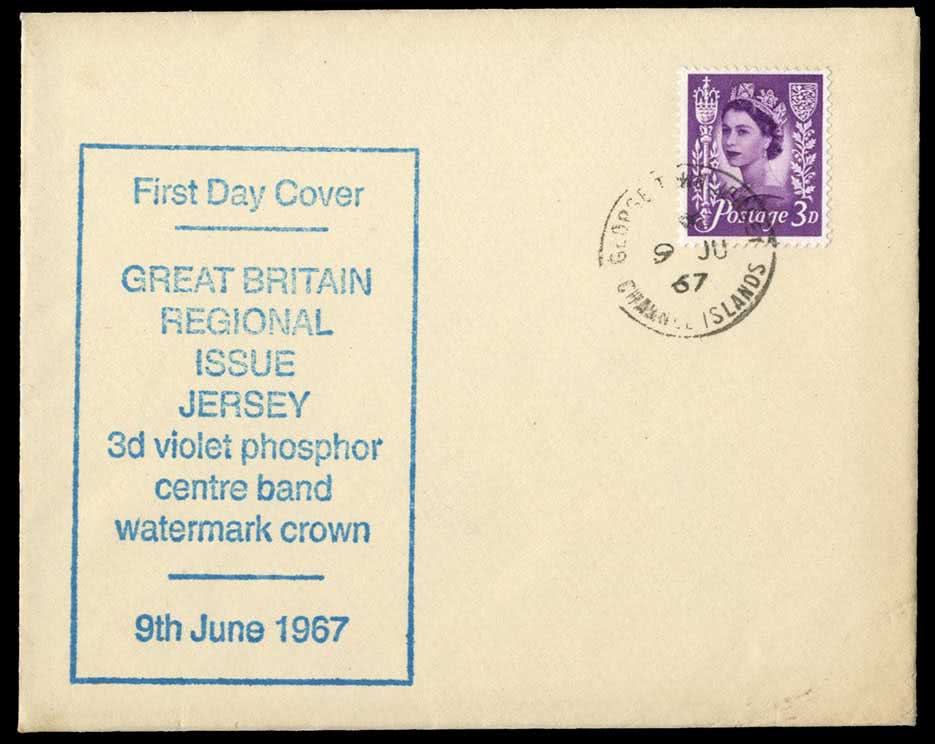 First Day Cover
GREAT BRITAIN
REGIONAL
ISSUE
JERSEY
3d violet phosphor
centre band
watermark crown
9th June 1967
Postage 3D
GEORGE
9 JU
67
CHANNEL ISLANDS